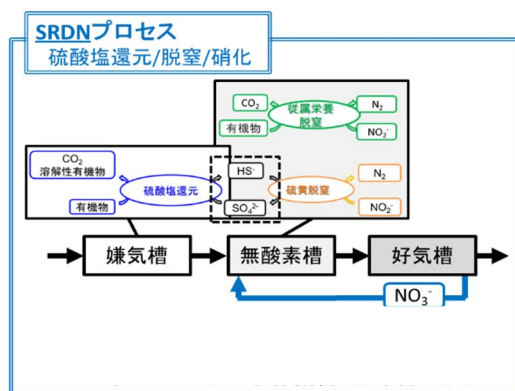 SRDNプロセス
硫酸塩還元/脱窒/硝化
CO2
有機物
従属栄養
脱窒
N2
NO2-
CO2
溶解性有機物
有機物
硫酸塩還元
HS-
SO42-
硫黄脱窒
N2
NO2-
嫌気槽
無酸素槽
好気槽
NO3-